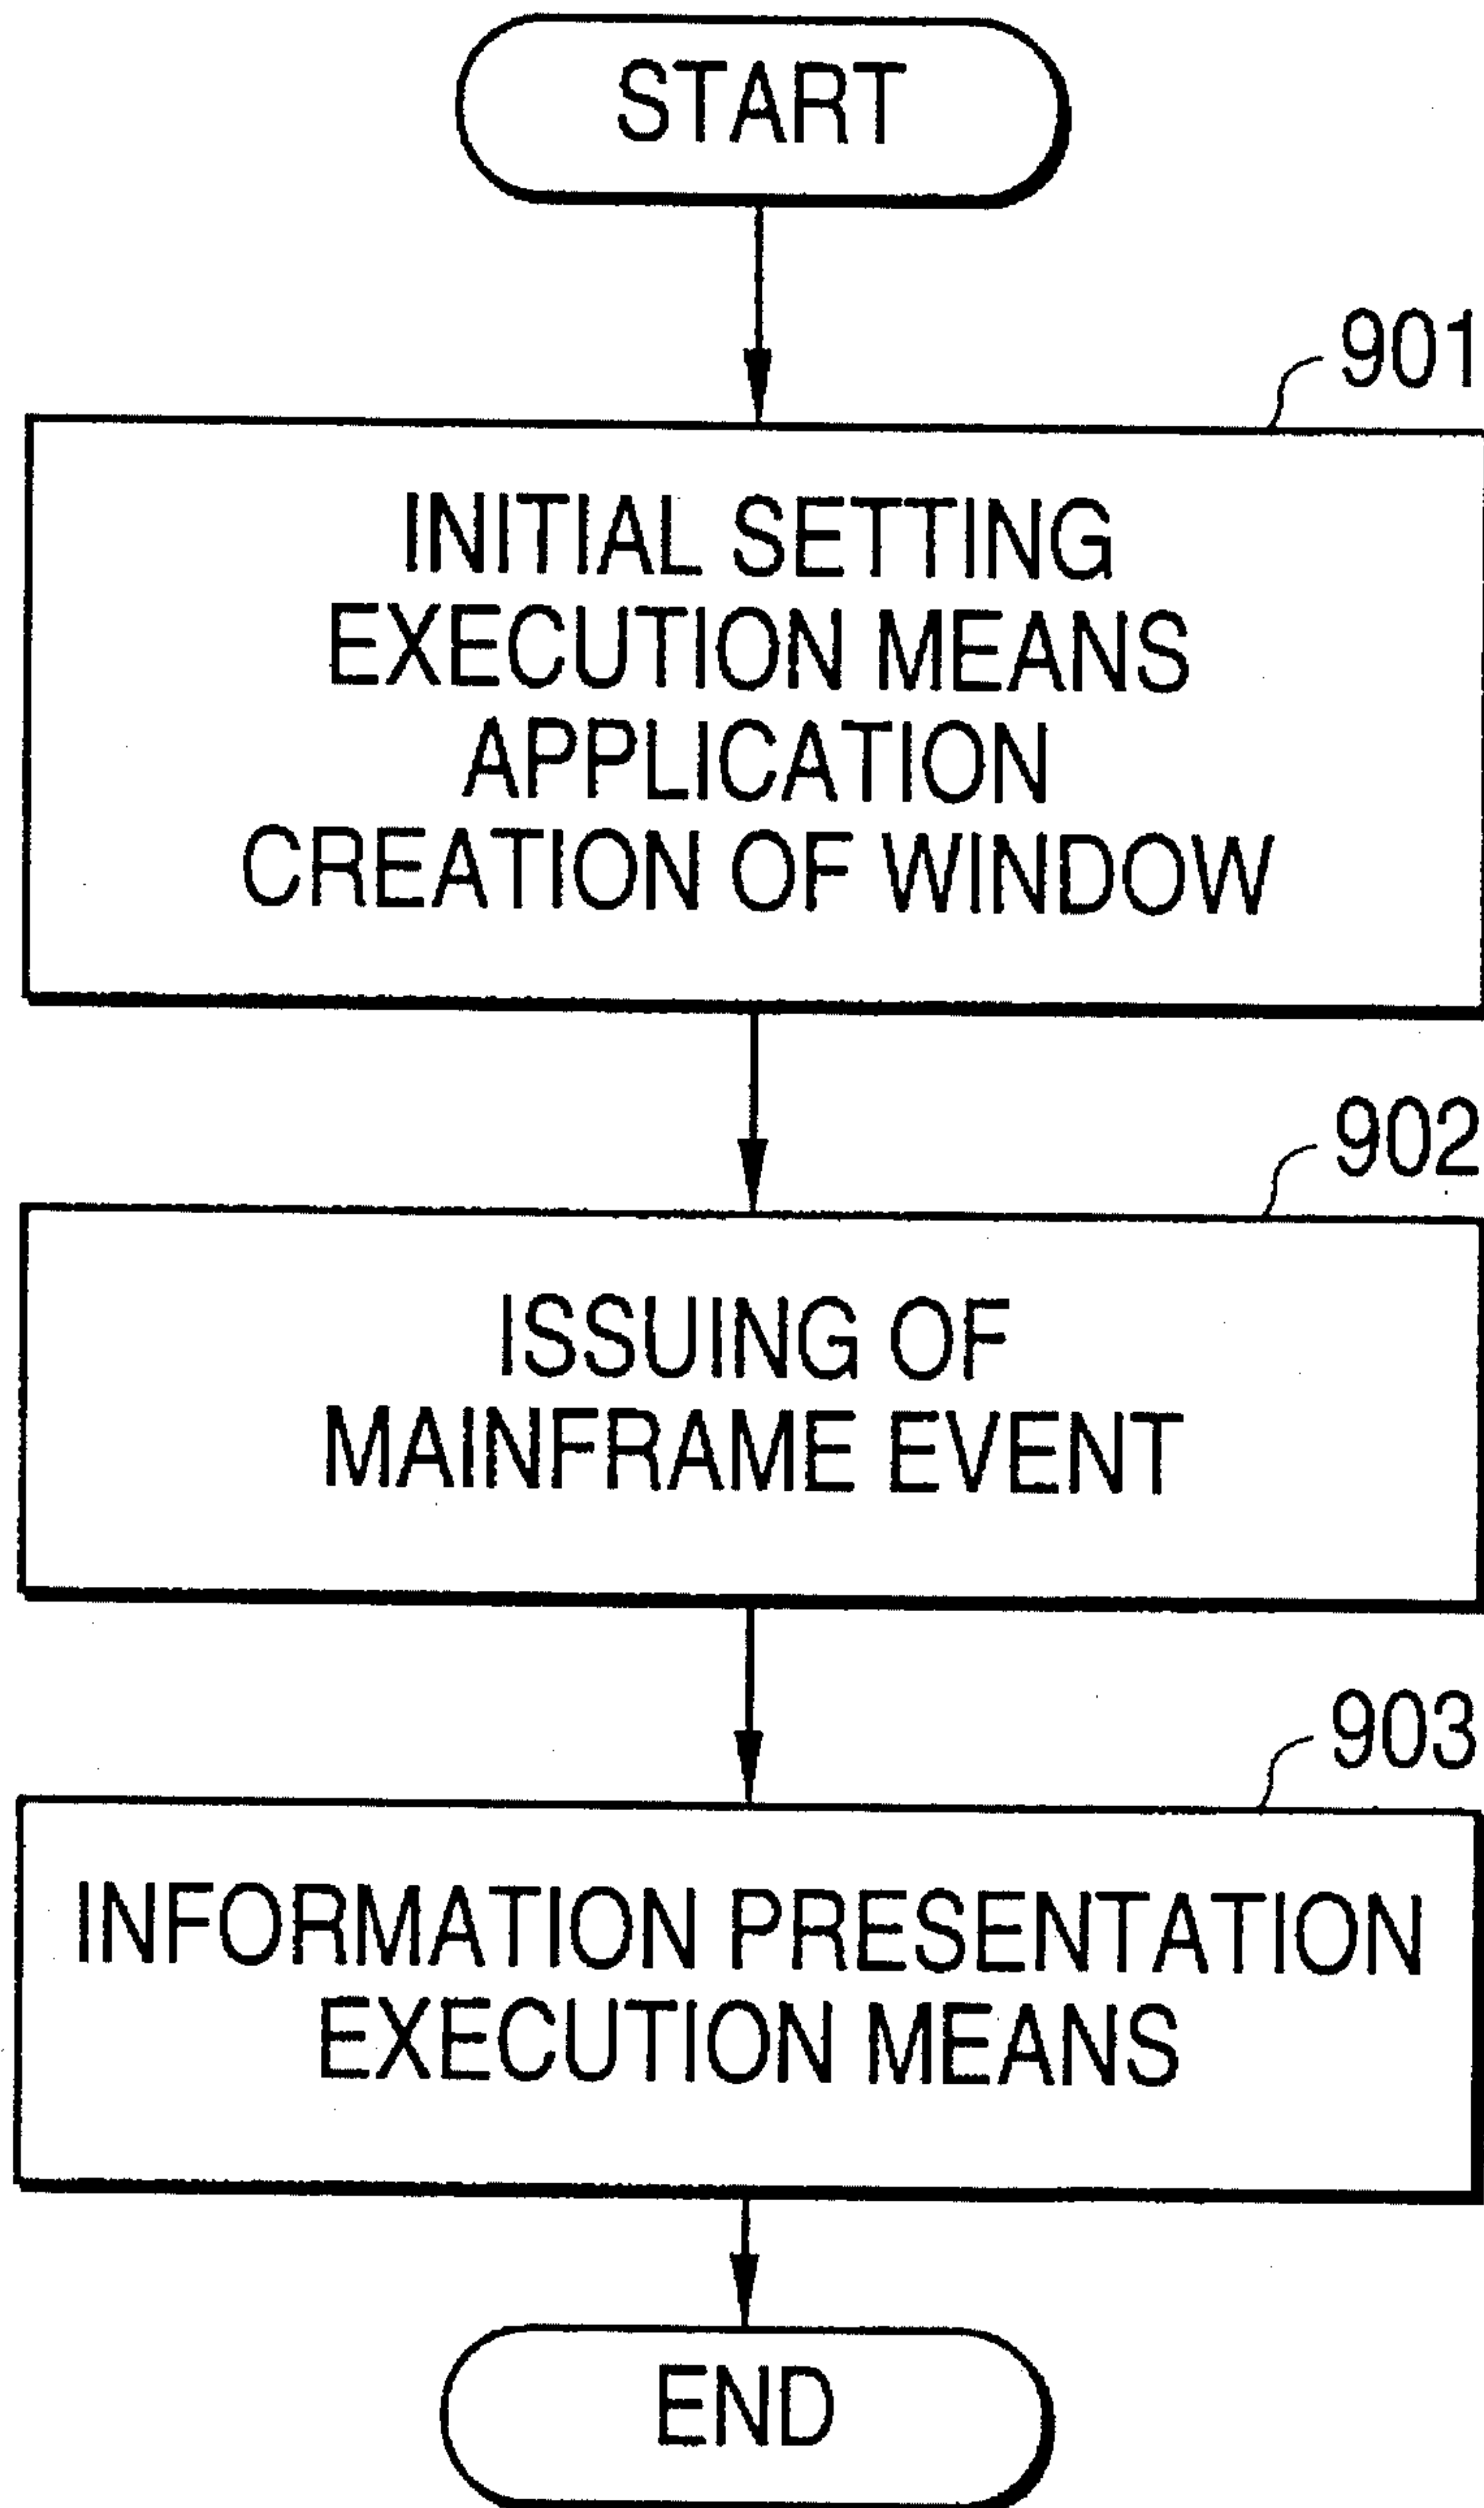 START
901
INITIAL SETTING
EXECUTION MEANS
APPLICATION
CREATION OF WINDOW
902
ISSUING OF
MAINFRAME EVENT
903
INFORMATION PRESENTATION
EXECUTION MEANS
END